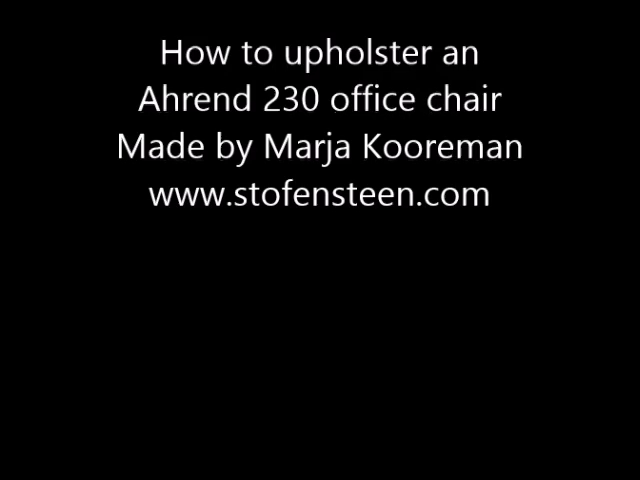 How to upholster an
Ahrend 230 office chair
Made by Marja Kooreman
www.stofensteen.com